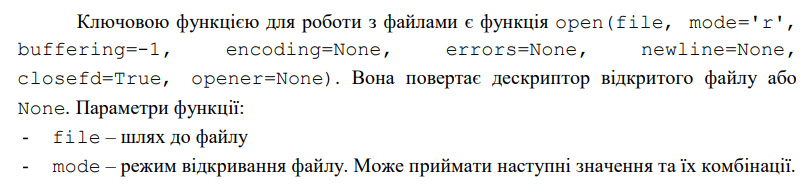 Ключовою функцією для роботи з файлами є функція open(file, mode='r',
buffering=-1, encoding=None, errors=None, newline=None,
closefd=True, opener=None). Вона повертає дескриптор відкритого файлу або
None. Параметри функції:
- file – шлях до файлу
- mode – режим відкривання файлу. Може приймати наступні значення та їх комбінації.